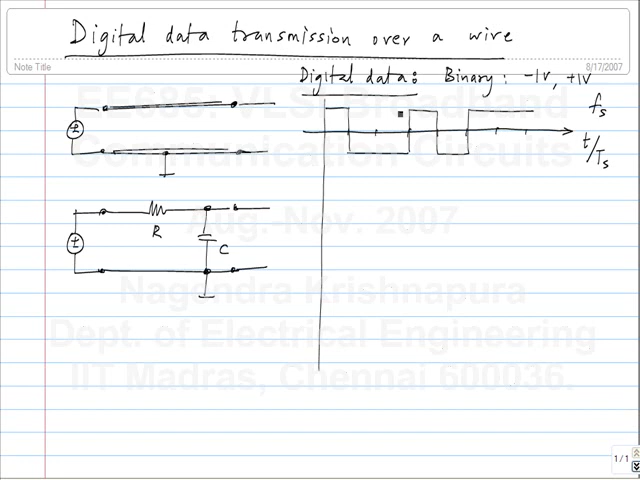 Digital data transmission over a wire
Note Title
8/17/2007
Digital data: Binary: -1v, +1v
EE685: VLSI Broadband
Communication Circuits
Aug.-Nov. 2007
Nagendra Krishnapura
Dept. of Electrical Engineering
IIT Madras, Chennai 600036.
fs
t/Ts
±
±
R
C
1/1